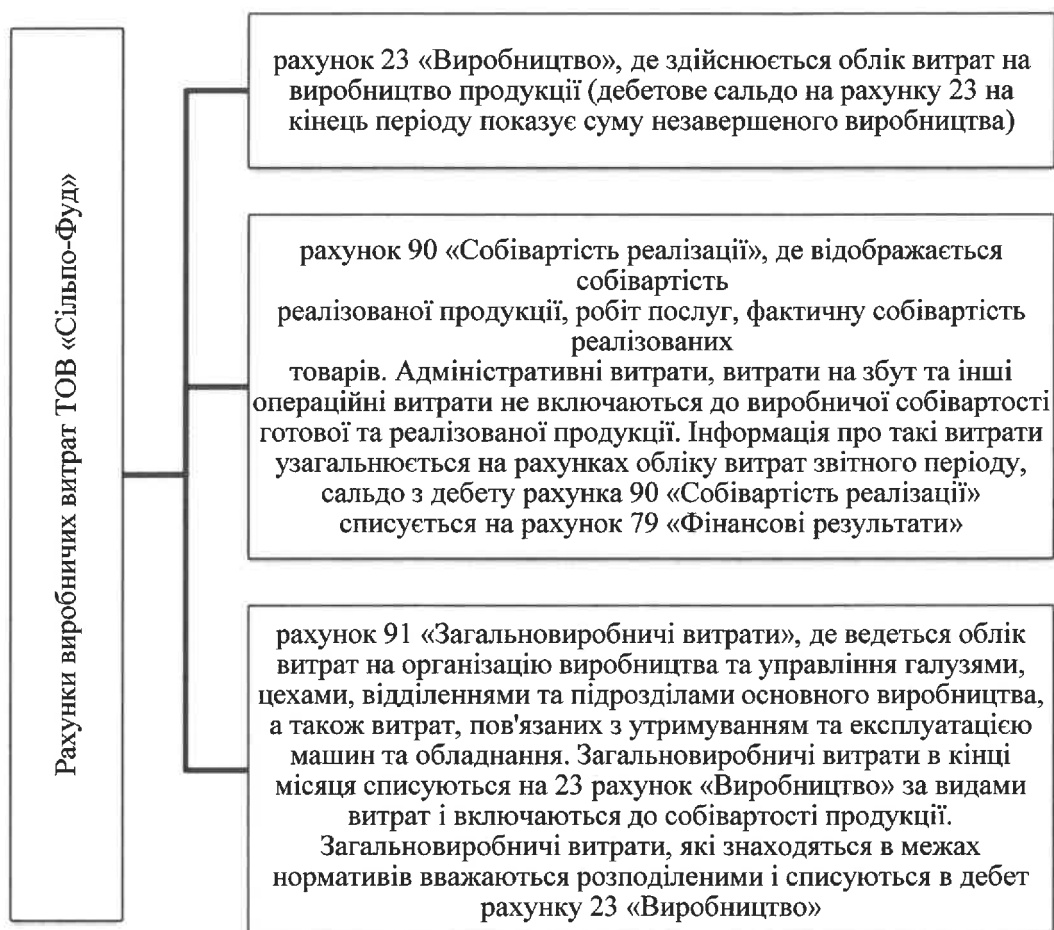 Рахунки виробничих витрат ТОВ «Сільпо-Фуд»
рахунок 23 «Виробництво», де здійснюється облік витрат на
виробництво продукції (дебетове сальдо на рахунку 23 на
кінець періоду показує суму незавершеного виробництва)
рахунок 90 «Собівартість реалізації», де відображається
собівартість
реалізованої продукції, робіт послуг, фактичну собівартість
реалізованих
товарів. Адміністративні витрати, витрати на збут та інші
операційні витрати не включаються до виробничої собівартості
готової та реалізованої продукції. Інформація про такі витрати
узагальнюється на рахунках обліку витрат звітного періоду,
сальдо з дебету рахунка 90 «Собівартість реалізації»
списується на рахунок 79 «Фінансові результати»
рахунок 91 «Загальновиробничі витрати», де ведеться облік
витрат на організацію виробництва та управління галузями,
цехами, відділеннями та підрозділами основного виробництва,
а також витрат, пов'язаних з утримуванням та експлуатацією
машин та обладнання. Загальновиробничі витрати в кінці
місяця списуються на 23 рахунок «Виробництво» за видами
витрат і включаються до собівартості продукції.
Загальновиробничі витрати, які знаходяться в межах
нормативів вважаються розподіленими і списуються в дебет
рахунку 23 «Виробництво»